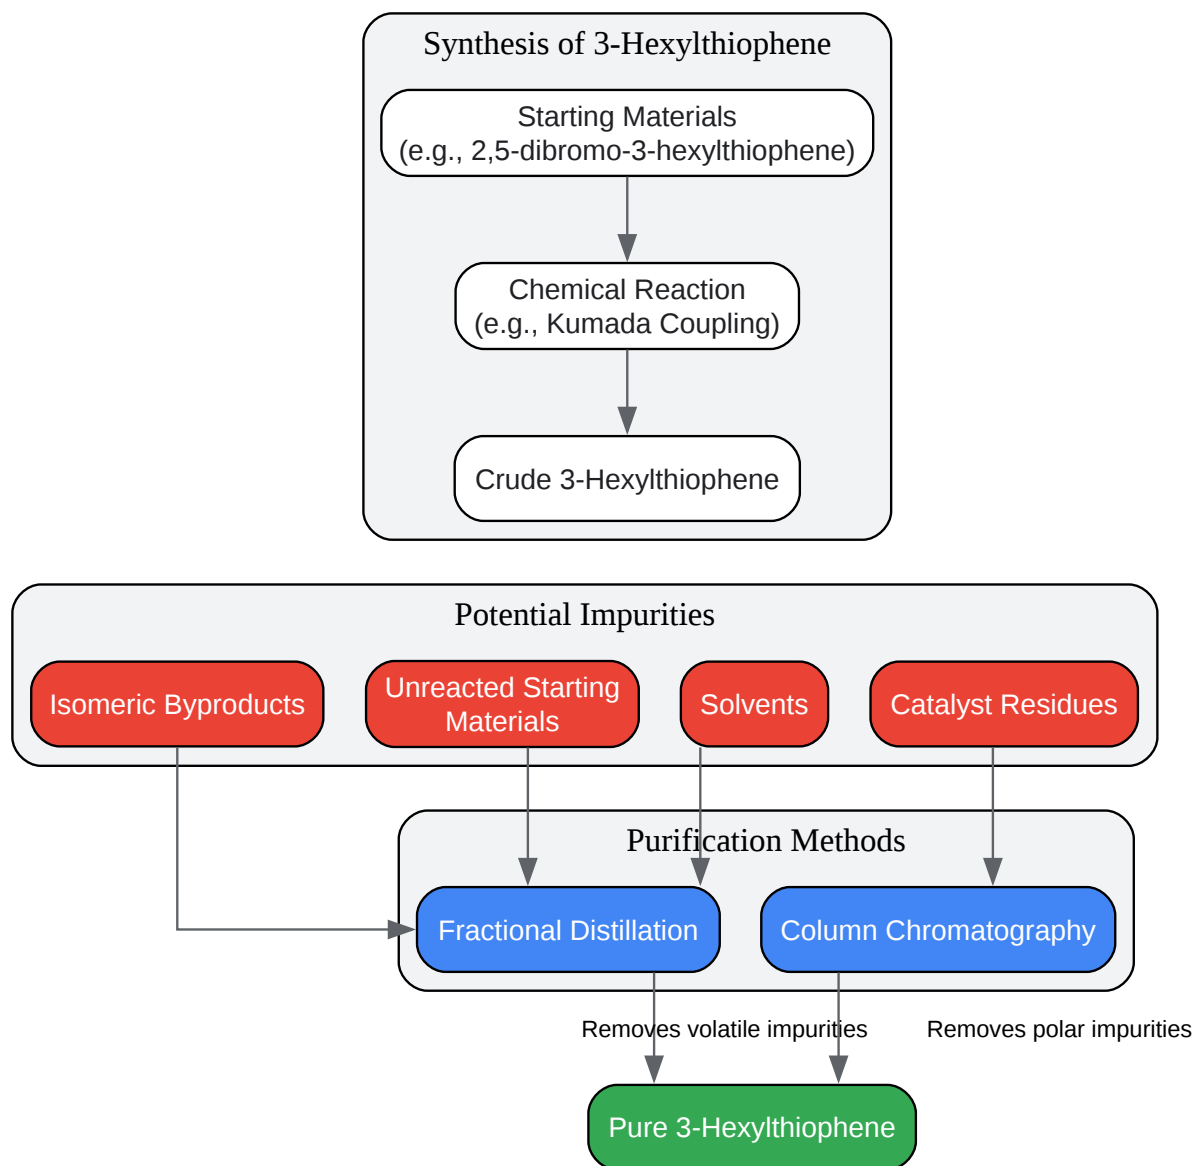 Synthesis of 3-Hexylthiophene
Starting Materials
(e.g., 2,5-dibromo-3-hexylthiophene)
Chemical Reaction
(e.g., Kumada Coupling)
Crude 3-Hexylthiophene
Potential Impurities
Isomeric Byproducts
Unreacted Starting
Materials
Solvents
Catalyst Residues
Purification Methods
Fractional Distillation
Column Chromatography
Removes volatile impurities
Removes polar impurities
Pure 3-Hexylthiophene